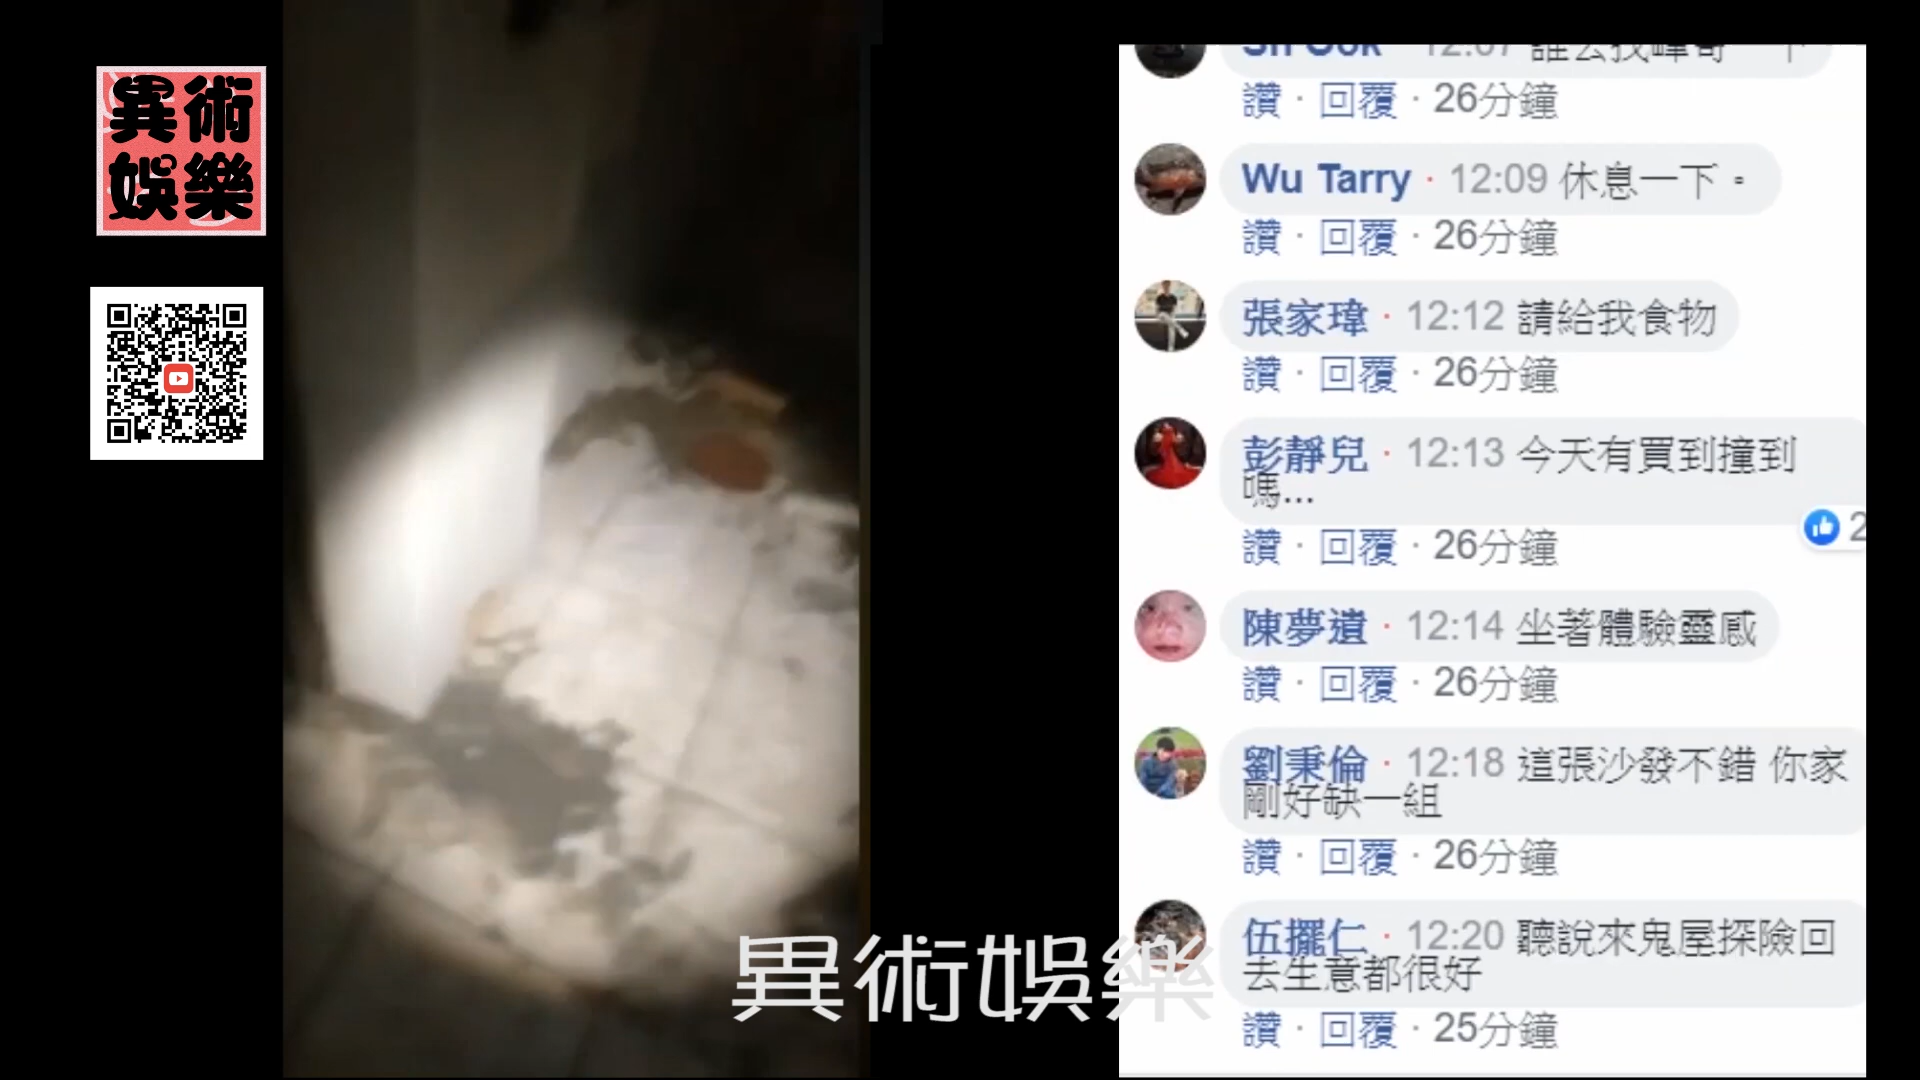 異術
娛樂
讚 · 回覆 · 26分鐘
Wu Tarry · 12:09 休息一下。
讚 · 回覆 · 26分鐘
張家瑋 · 12:12 請給我食物
讚 · 回覆 · 26分鐘
彭靜兒 · 12:13 今天有買到撞到
嗎...
2
讚 · 回覆 · 26分鐘
陳夢遺 · 12:14 坐著體驗靈感
讚 · 回覆 · 26分鐘
劉秉倫 · 12:18 這張沙發不錯 你家
剛好缺一組
讚 · 回覆 · 26分鐘
伍擺仁 · 12:20 聽說來鬼屋探險回
去生意都很好
讚 · 回覆 · 25分鐘
異術娛樂